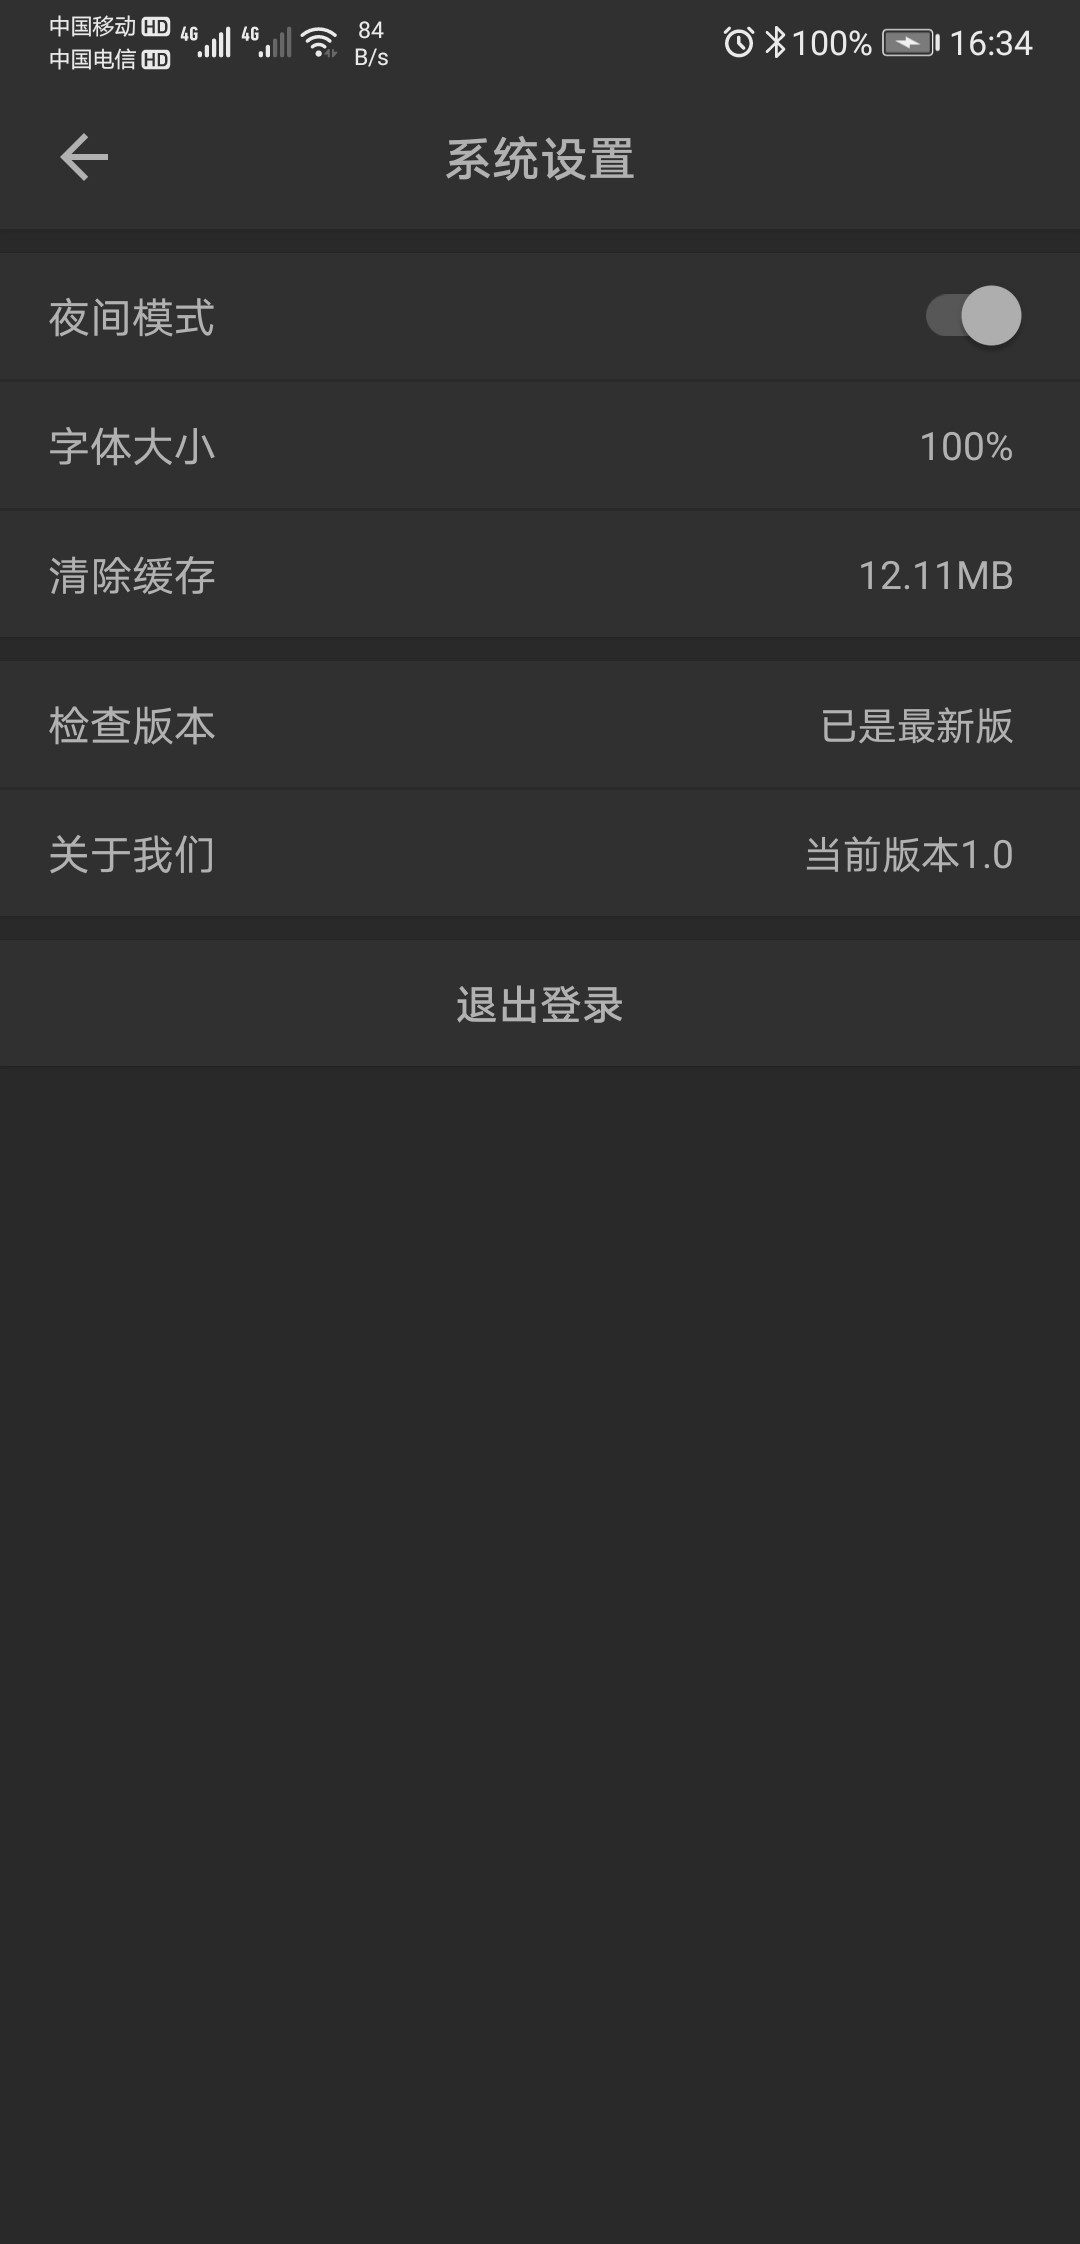 中国移动 HD 4G 4G 84
中国电信 HD B/s
100% 16:34
系统设置
夜间模式
字体大小 100%
清除缓存 12.11MB
检查版本 已是最新版
关于我们 当前版本1.0
退出登录